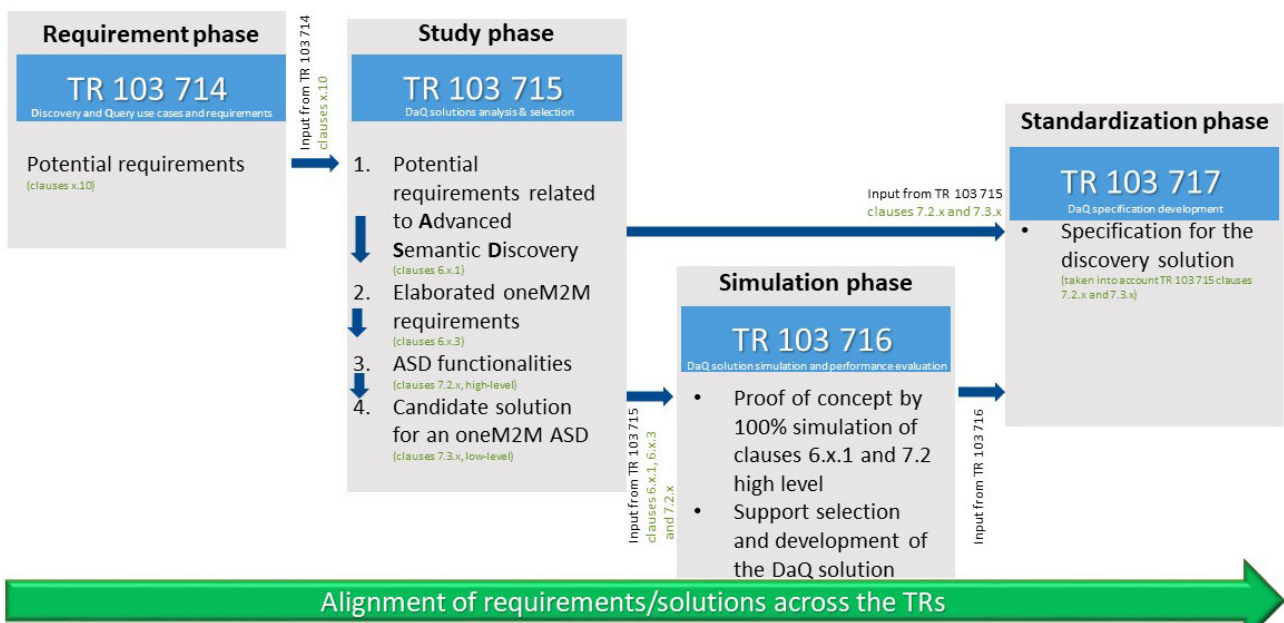 Requirement phase
TR 103 714
Discovery and Query use cases and requirements
Potential requirements
(clauses x.10)
Input from TR 103 714
clauses x.10
Study phase
TR 103 715
DaQ solutions analysis & selection
1. Potential
requirements related
to Advanced
Semantic Discovery
(clauses 6.x.1)
2. Elaborated oneM2M
requirements
(clauses 6.x.3)
3. ASD functionalities
(clauses 7.2.x, high-level)
4. Candidate solution
for an oneM2M ASD
(clauses 7.3.x, low-level)
Input from TR 103 715
clauses 6.x.1, 6.x.3
and 7.2.x
Simulation phase
TR 103 716
DaQ solution simulation and performance evaluation
• Proof of concept by
100% simulation of
clauses 6.x.1 and 7.2
high level
• Support selection
and development of
the DaQ solution
Input from TR 103 715
clauses 7.2.x and 7.3.x
Input from TR 103 716
Standardization phase
TR 103 717
DaQ specification development
• Specification for the
discovery solution
(taken into account TR 103 715 clauses
7.2.x and 7.3.x)
Alignment of requirements/solutions across the TRs